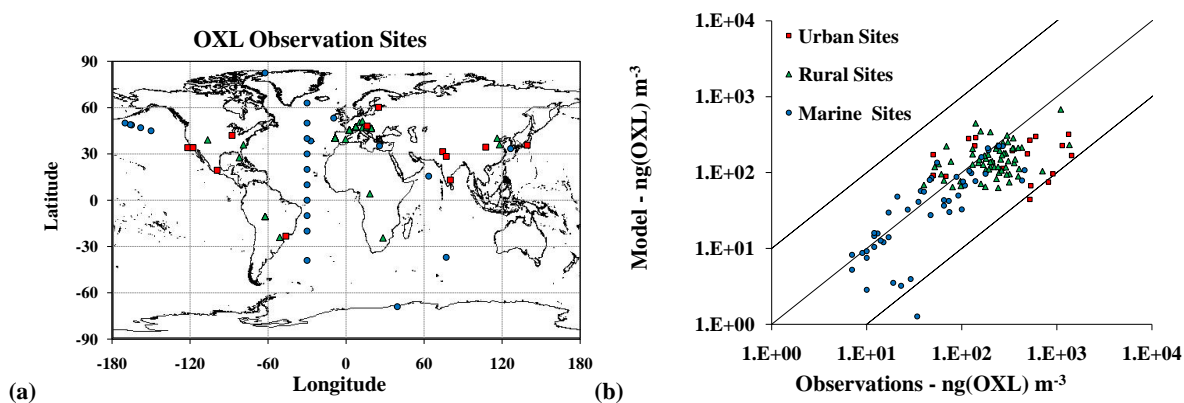 OXL Observation Sites
90
60
30
0
-30
-60
-90
Latitude
-180 -120 -60 0 60 120 180
Longitude
(a)
1.E+04
1.E+03
1.E+02
1.E+01
1.E+00
Model - ng(OXL) m-3
Urban Sites
Rural Sites
Marine Sites
1.E+00 1.E+01 1.E+02 1.E+03 1.E+04
Observations - ng(OXL) m-3
(b)